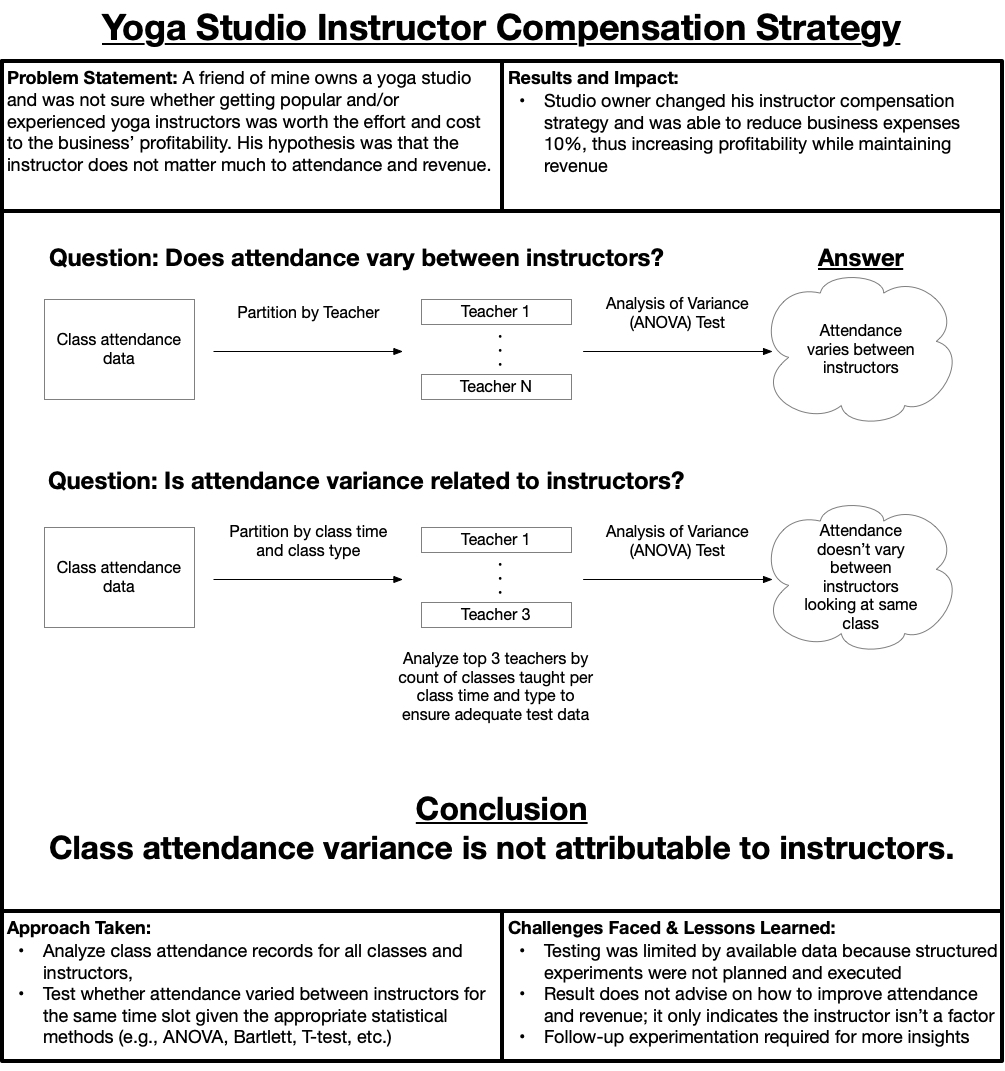 Yoga Studio Instructor Compensation Strategy
Problem Statement: A friend of mine owns a yoga studio
and was not sure whether getting popular and/or
experienced yoga instructors was worth the effort and cost
to the business’ profitability. His hypothesis was that the
instructor does not matter much to attendance and revenue.
Results and Impact:
• Studio owner changed his instructor compensation
strategy and was able to reduce business expenses
10%, thus increasing profitability while maintaining
revenue
Question: Does attendance vary between instructors?
Answer
Class attendance
data
Partition by Teacher
Teacher 1
Teacher N
Analysis of Variance
(ANOVA) Test
Attendance
varies between
instructors
Question: Is attendance variance related to instructors?
Class attendance
data
Partition by class time
and class type
Teacher 1
Teacher 3
Analyze top 3 teachers by
count of classes taught per
class time and type to
ensure adequate test data
Analysis of Variance
(ANOVA) Test
Attendance
doesn’t vary
between
instructors
looking at same
class
Conclusion
Class attendance variance is not attributable to instructors.
Approach Taken:
• Analyze class attendance records for all classes and
instructors,
• Test whether attendance varied between instructors for
the same time slot given the appropriate statistical
methods (e.g., ANOVA, Bartlett, T-test, etc.)
Challenges Faced & Lessons Learned:
• Testing was limited by available data because structured
experiments were not planned and executed
• Result does not advise on how to improve attendance
and revenue; it only indicates the instructor isn’t a factor
• Follow-up experimentation required for more insights